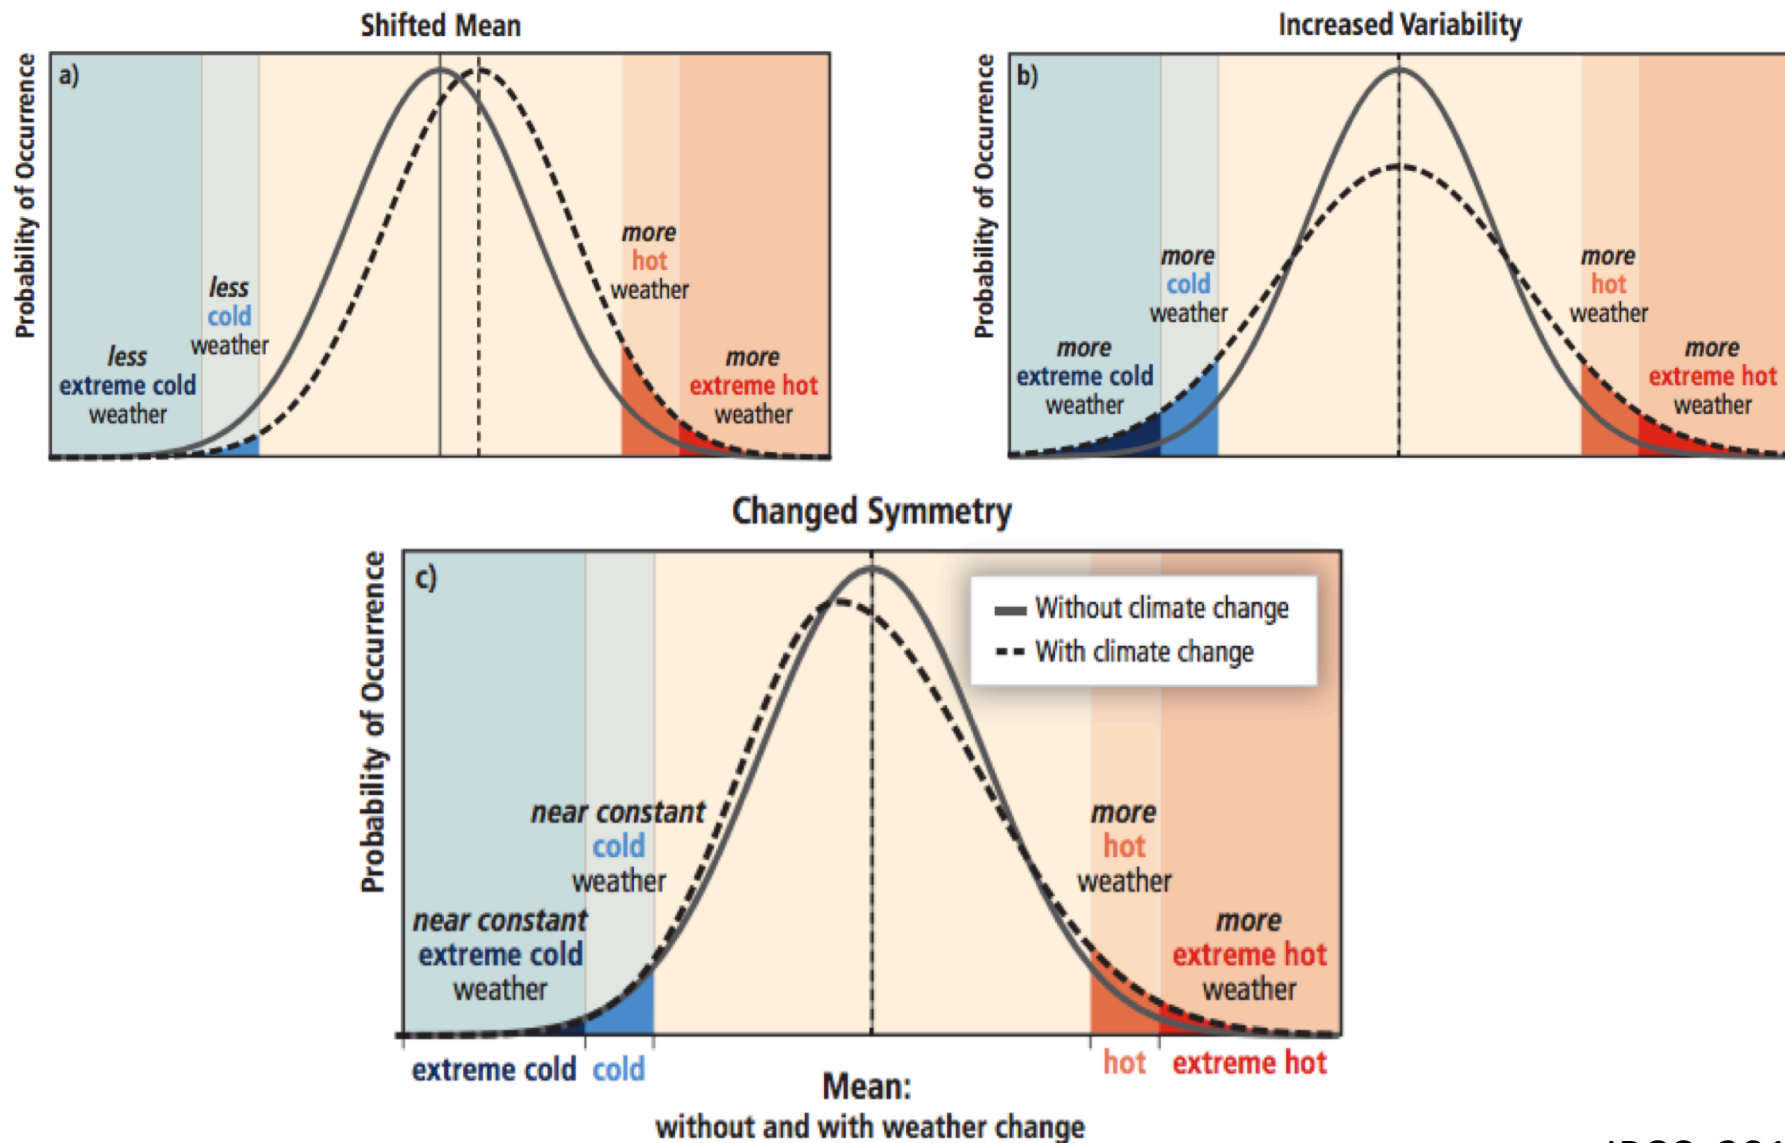 Shifted Mean
Probability of Occurrence
a)
less
cold
weather
less
extreme cold
weather
more
hot
weather
more
extreme hot
weather
Increased Variability
Probability of Occurrence
b)
more
cold
weather
more
extreme cold
weather
more
hot
weather
more
extreme hot
weather
Changed Symmetry
Probability of Occurrence
c)
Without climate change
With climate change
near constant
cold
weather
near constant
extreme cold
weather
more
hot
weather
more
extreme hot
weather
extreme cold
cold
hot
extreme hot
Mean:
without and with weather change